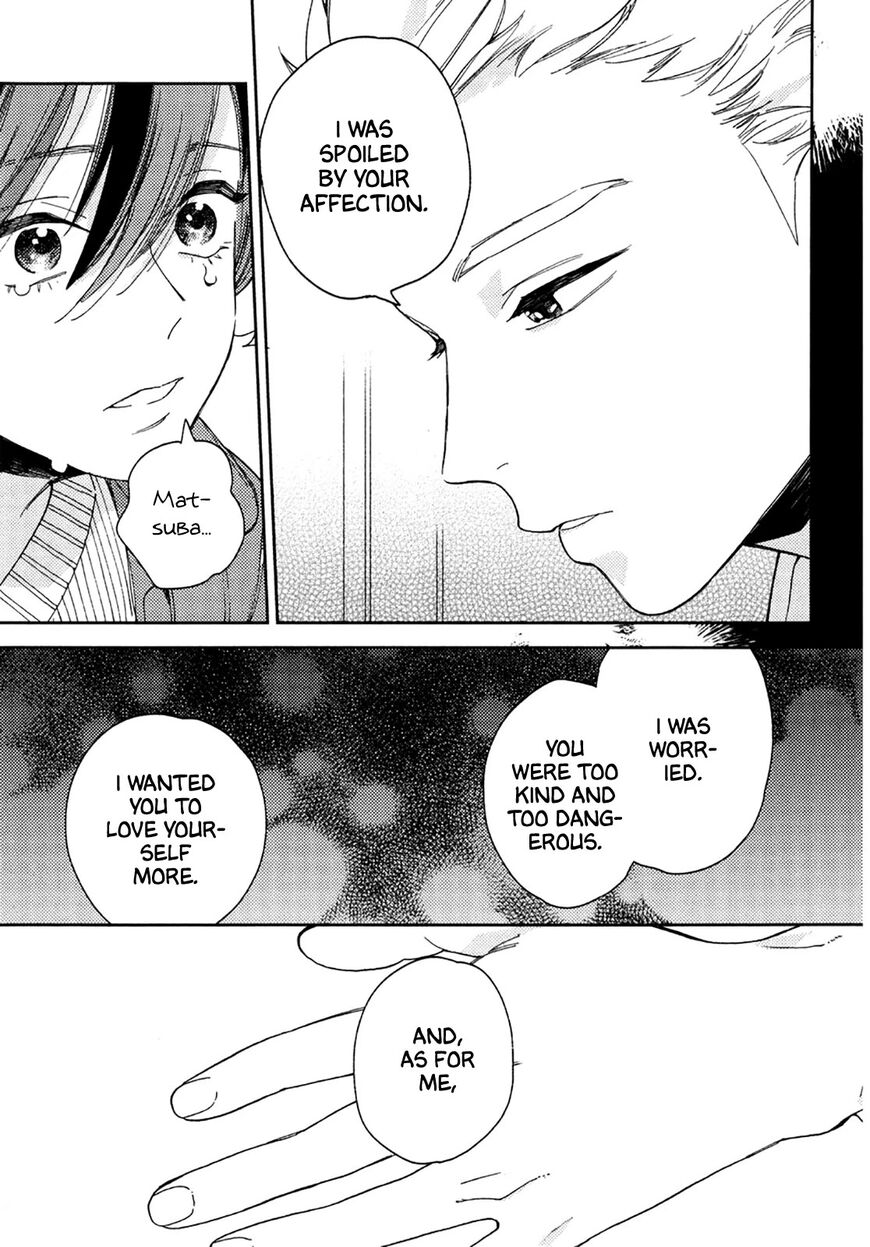 I WAS
SPOILED
BY YOUR
AFFECTION.
Mat-
suba...
I WAS
WORR-
IED.
YOU
WERE TOO
KIND AND
TOO DANG-
EROUS.
I WANTED
YOU TO
LOVE YOUR-
SELF
MORE.
AND,
AS FOR
ME,